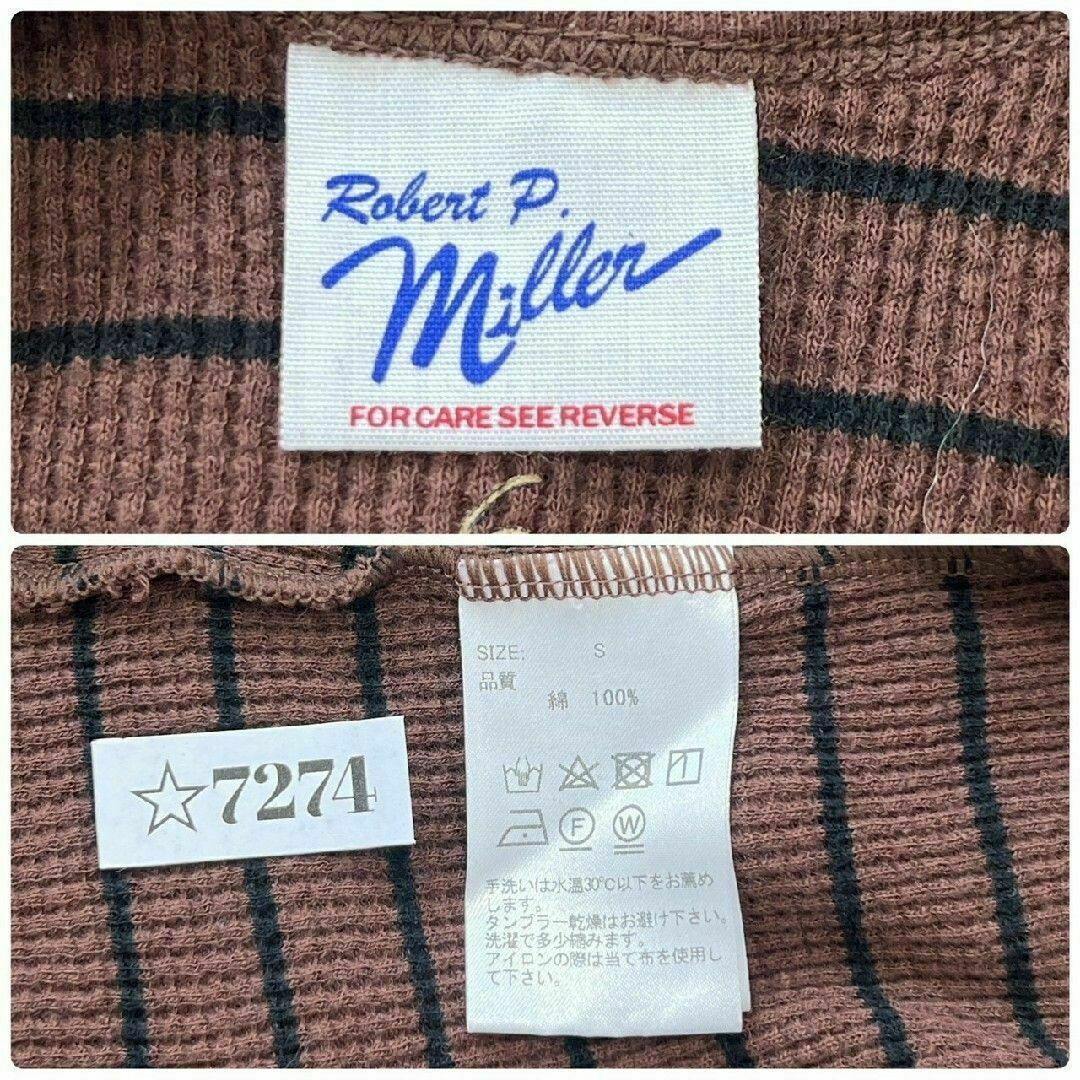 Robert P.
Miller
FOR CARE SEE REVERSE
SIZE: S
品質
綿 100%
☆7274
F W
手洗いは水温30℃以下をお薦め
します。
タンブラー乾燥はお避け下さい。
洗濯で多少縮みます。
アイロンの際は当て布を使用し
て下さい。